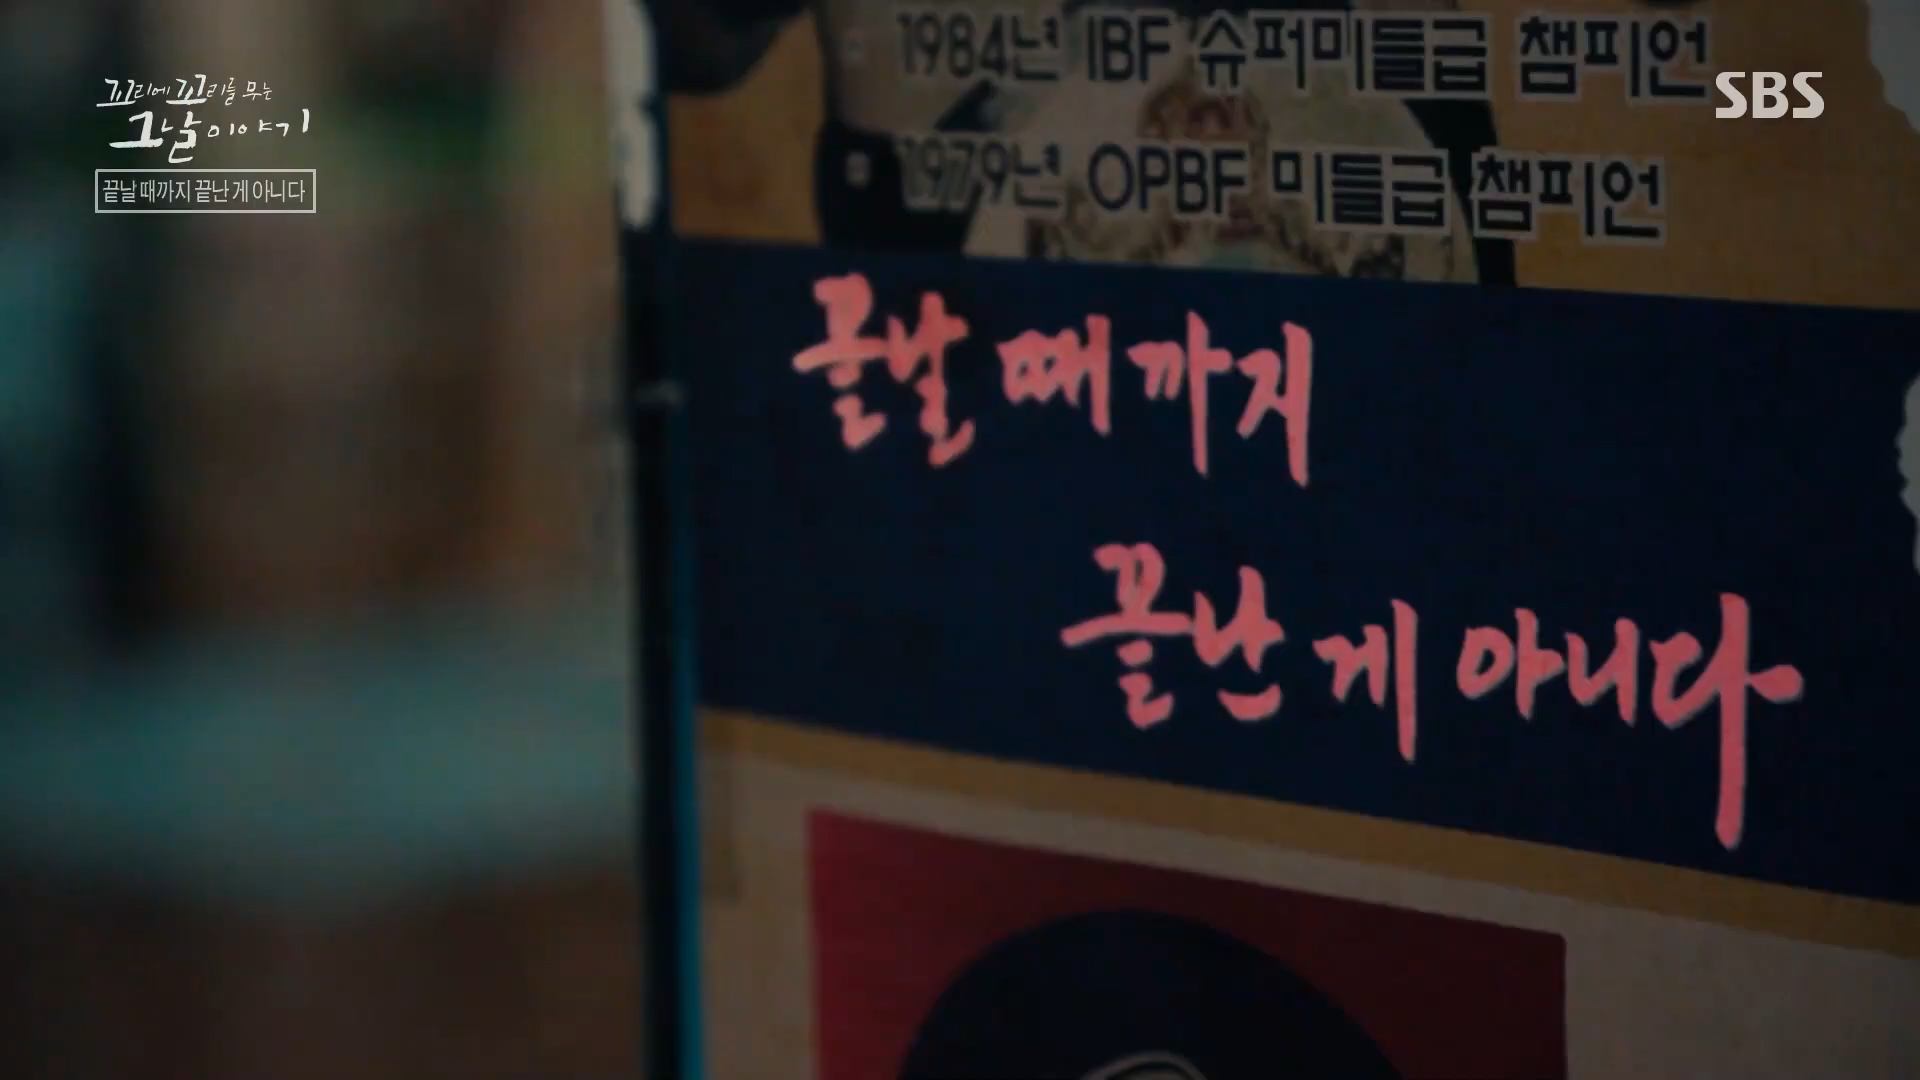 꼬리에 꼬리를 무는
그날 이야기
끝날 때까지 끝난 게 아니다
SBS
1984년 IBF 슈퍼미들급 챔피언
1979년 OPBF 미들급 챔피언
끝날 때까지
끝난 게 아니다